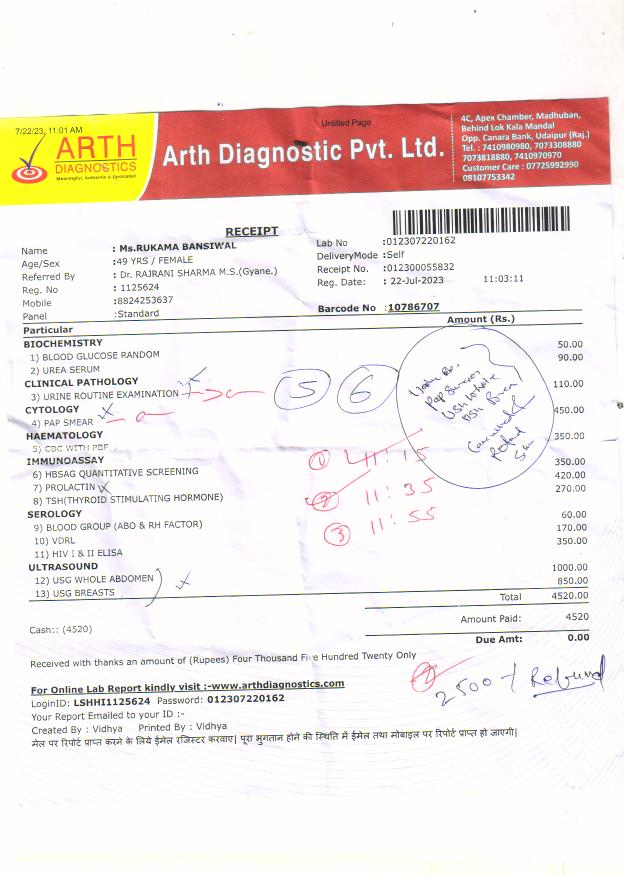 7/22/23, 11:01 AM
Untitled Page
ARTH
DIAGNOSTICS
Meaningful, Authentic & Dedicated
Arth Diagnostic Pvt. Ltd.
4C, Apex Chamber, Madhuban,
Behind Lok Kala Mandal
Opp. Canara Bank, Udaipur (Raj.)
Tel. : 7410980980, 7073308880
7073818880, 7410970970
Customer Care : 07725992990
08107753342
RECEIPT
Name : Ms.RUKAMA BANSIWAL
Age/Sex :49 YRS / FEMALE
Referred By : Dr. RAJRANI SHARMA M.S.(Gyane.)
Reg. No : 1125624
Mobile :8824253637
Panel :Standard
Lab No :012307220162
DeliveryMode :Self
Receipt No. :012300055832
Reg. Date: : 22-Jul-2023 11:03:11
Barcode No :10786707
Particular Amount (Rs.)
BIOCHEMISTRY
1) BLOOD GLUCOSE RANDOM 50.00
2) UREA SERUM 90.00
CLINICAL PATHOLOGY
3) URINE ROUTINE EXAMINATION 110.00
CYTOLOGY
4) PAP SMEAR 450.00
HAEMATOLOGY
5) CBC WITH PBF 350.00
IMMUNOASSAY
6) HBSAG QUANTITATIVE SCREENING 350.00
7) PROLACTIN 420.00
8) TSH(THYROID STIMULATING HORMONE) 270.00
SEROLOGY
9) BLOOD GROUP (ABO & RH FACTOR) 60.00
10) VDRL 170.00
11) HIV I & II ELISA 350.00
ULTRASOUND
12) USG WHOLE ABDOMEN 1000.00
13) USG BREASTS 850.00
5 6
Pap Smear
USG Whole
Cancelled
Refund
1 11:15
2 11:35
3 11:55
Total 4520.00
Cash:: (4520)
Amount Paid: 4520
Due Amt: 0.00
Received with thanks an amount of (Rupees) Four Thousand Five Hundred Twenty Only
2500/- Refund
For Online Lab Report kindly visit :-www.arthdiagnostics.com
LoginID: LSHHI1125624 Password: 012307220162
Your Report Emailed to your ID :-
Created By : Vidhya Printed By : Vidhya
मेल पर रिपोर्ट प्राप्त करने के लिये ईमेल रजिस्टर करवाए| पूरा भुगतान होने की स्थिति में ईमेल तथा मोबाइल पर रिपोर्ट प्राप्त हो जाएगी|